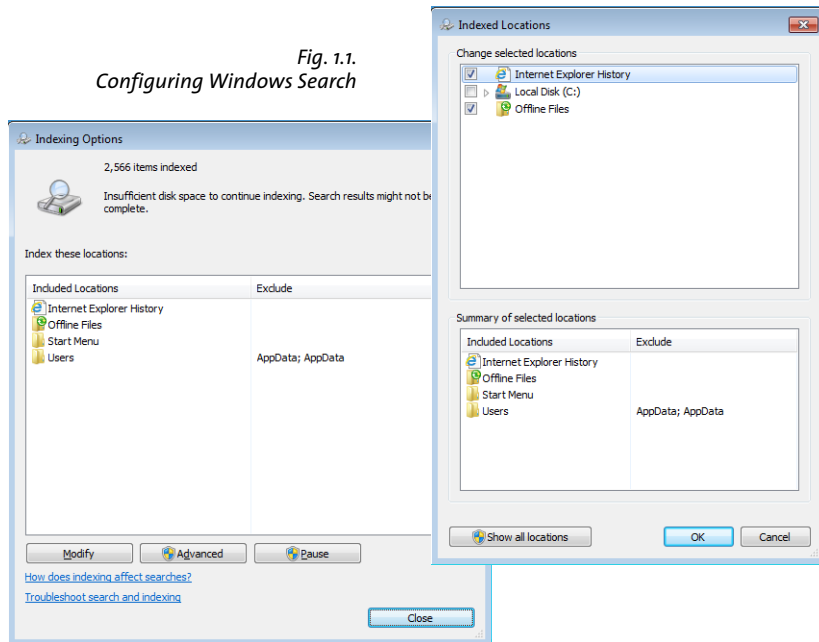 Fig. 1.1.
Configuring Windows Search
Indexing Options
2,566 items indexed
Insufficient disk space to continue indexing. Search results might not be
complete.
Index these locations:
Included Locations Exclude
Internet Explorer History
Offline Files
Start Menu
Users AppData; AppData
Modify Advanced Pause
How does indexing affect searches?
Troubleshoot search and indexing
Close
Indexed Locations
Change selected locations
Internet Explorer History
Local Disk (C:)
Offline Files
Summary of selected locations
Included Locations Exclude
Internet Explorer History
Offline Files
Start Menu
Users AppData; AppData
Show all locations OK Cancel